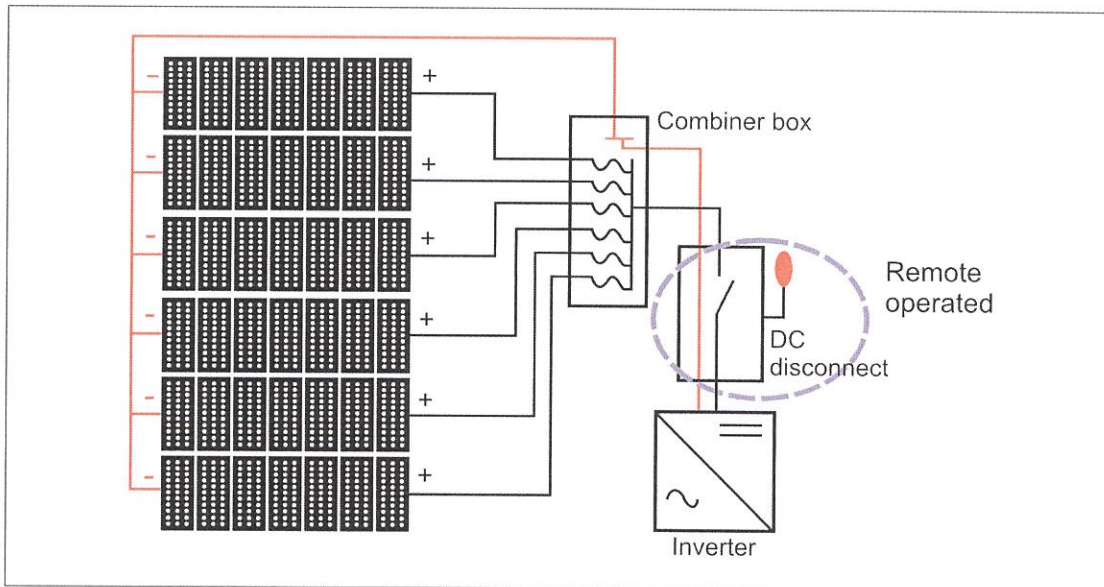 - +
- +
- +
- +
- +
- +
Combiner box
Remote
operated
DC
disconnect
Inverter